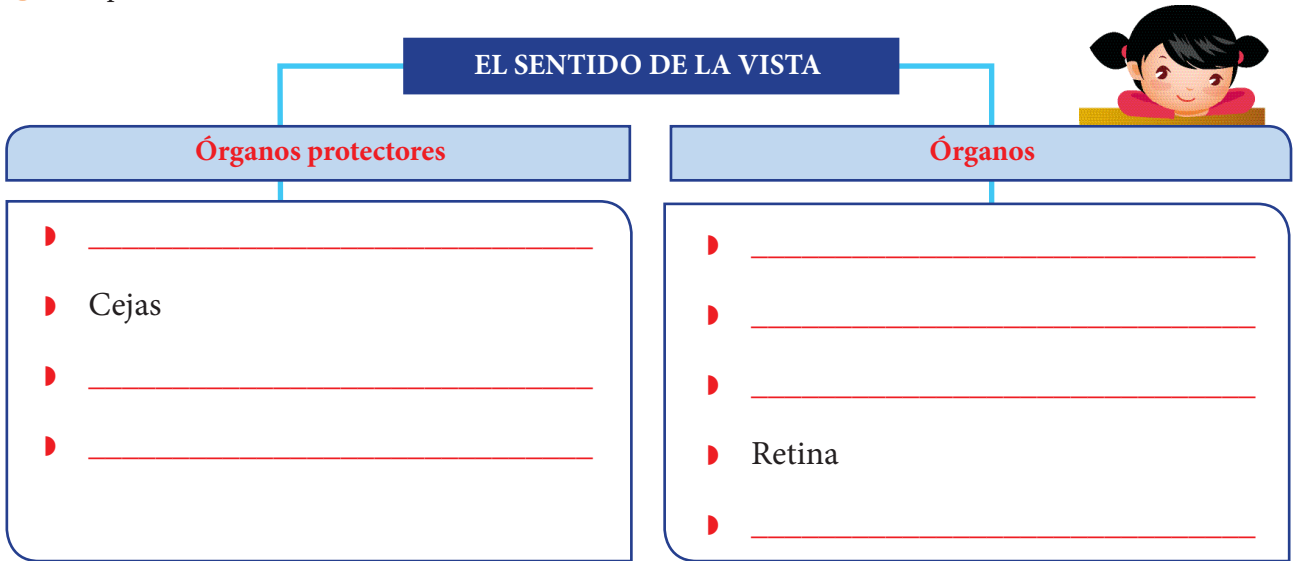 EL SENTIDO DE LA VISTA
Órganos protectores
Cejas
Órganos
Retina